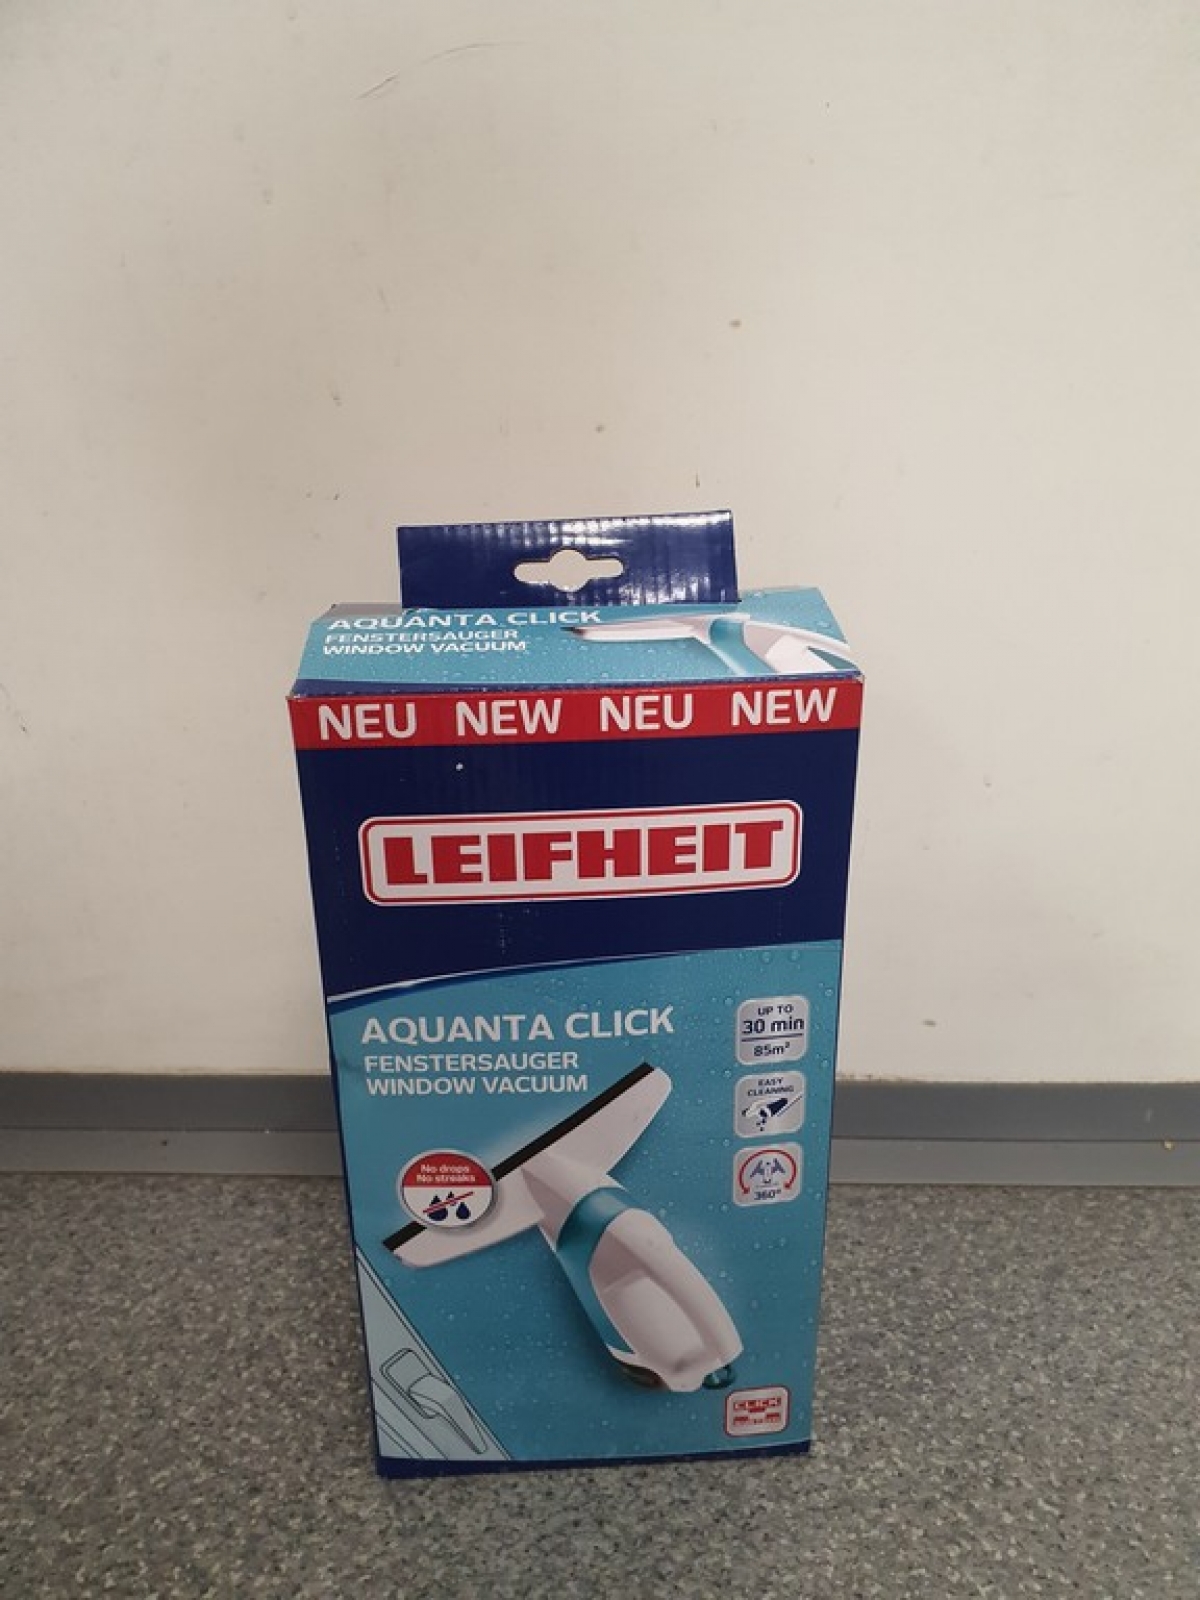 AQUANTA CLICK
FENSTERSAUGER
WINDOW VACUUM
NEU NEW NEU NEW
LEIFHEIT
AQUANTA CLICK
FENSTERSAUGER
WINDOW VACUUM
UP TO
30 min
85m²
EASY
CLEANING
No drops
No streaks
360°
CLICK